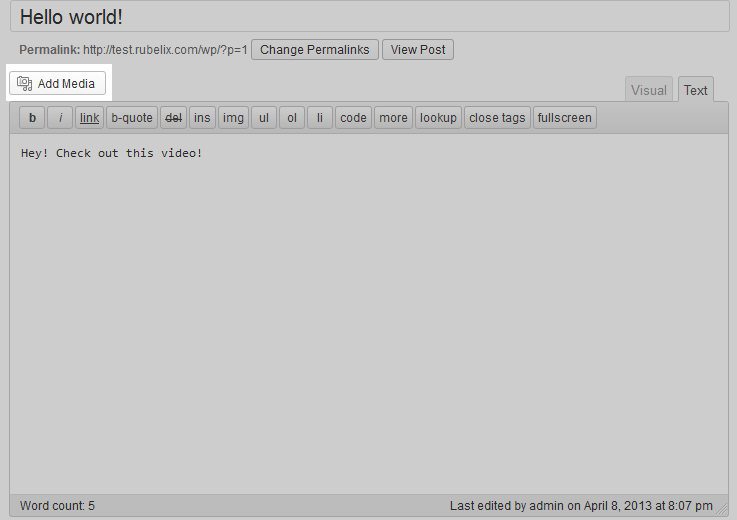 Hello world!
Permalink: http://test.rubelix.com/wp/?p=1 Change Permalinks View Post
Add Media
Visual Text
b i link b-quote del ins img ul ol li code more lookup close tags fullscreen
Hey! Check out this video!
Word count: 5 Last edited by admin on April 8, 2013 at 8:07 pm